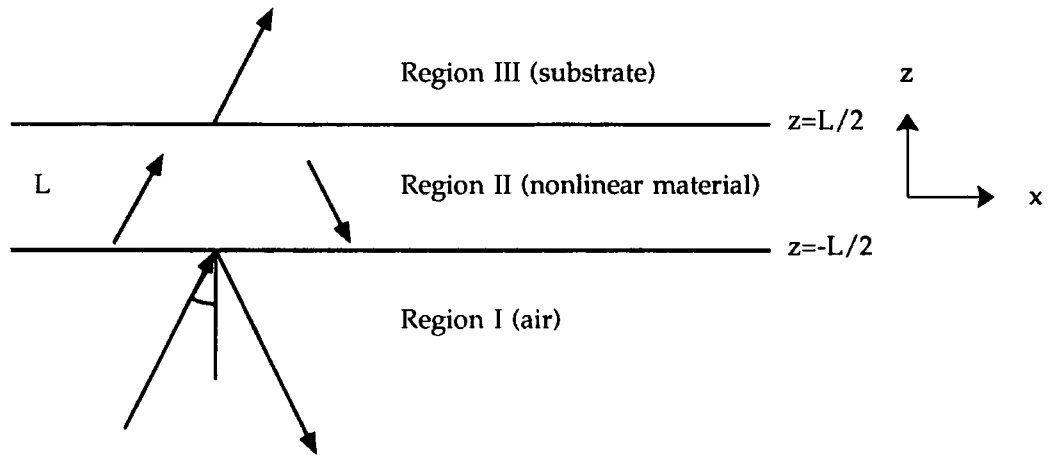 Region III (substrate)
z
z=L/2
L
Region II (nonlinear material)
x
z=-L/2
Region I (air)